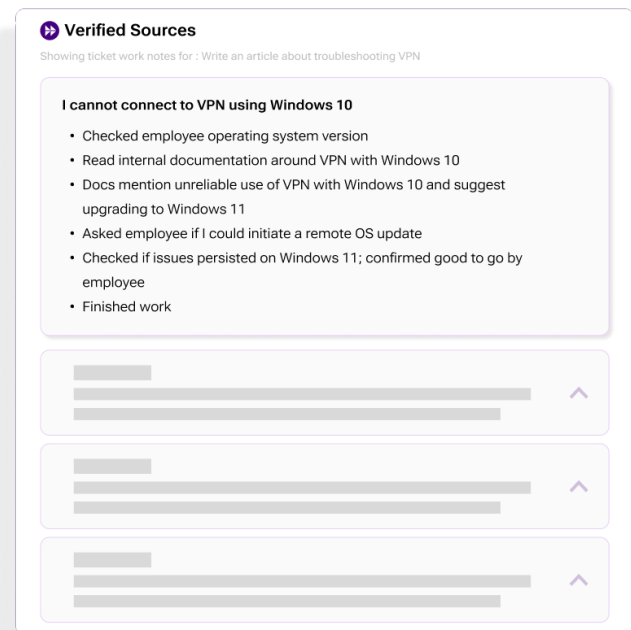 Verified Sources
Showing ticket work notes for : Write an article about troubleshooting VPN
I cannot connect to VPN using Windows 10
• Checked employee operating system version
• Read internal documentation around VPN with Windows 10
• Docs mention unreliable use of VPN with Windows 10 and suggest
upgrading to Windows 11
• Asked employee if I could initiate a remote OS update
• Checked if issues persisted on Windows 11; confirmed good to go by
employee
• Finished work